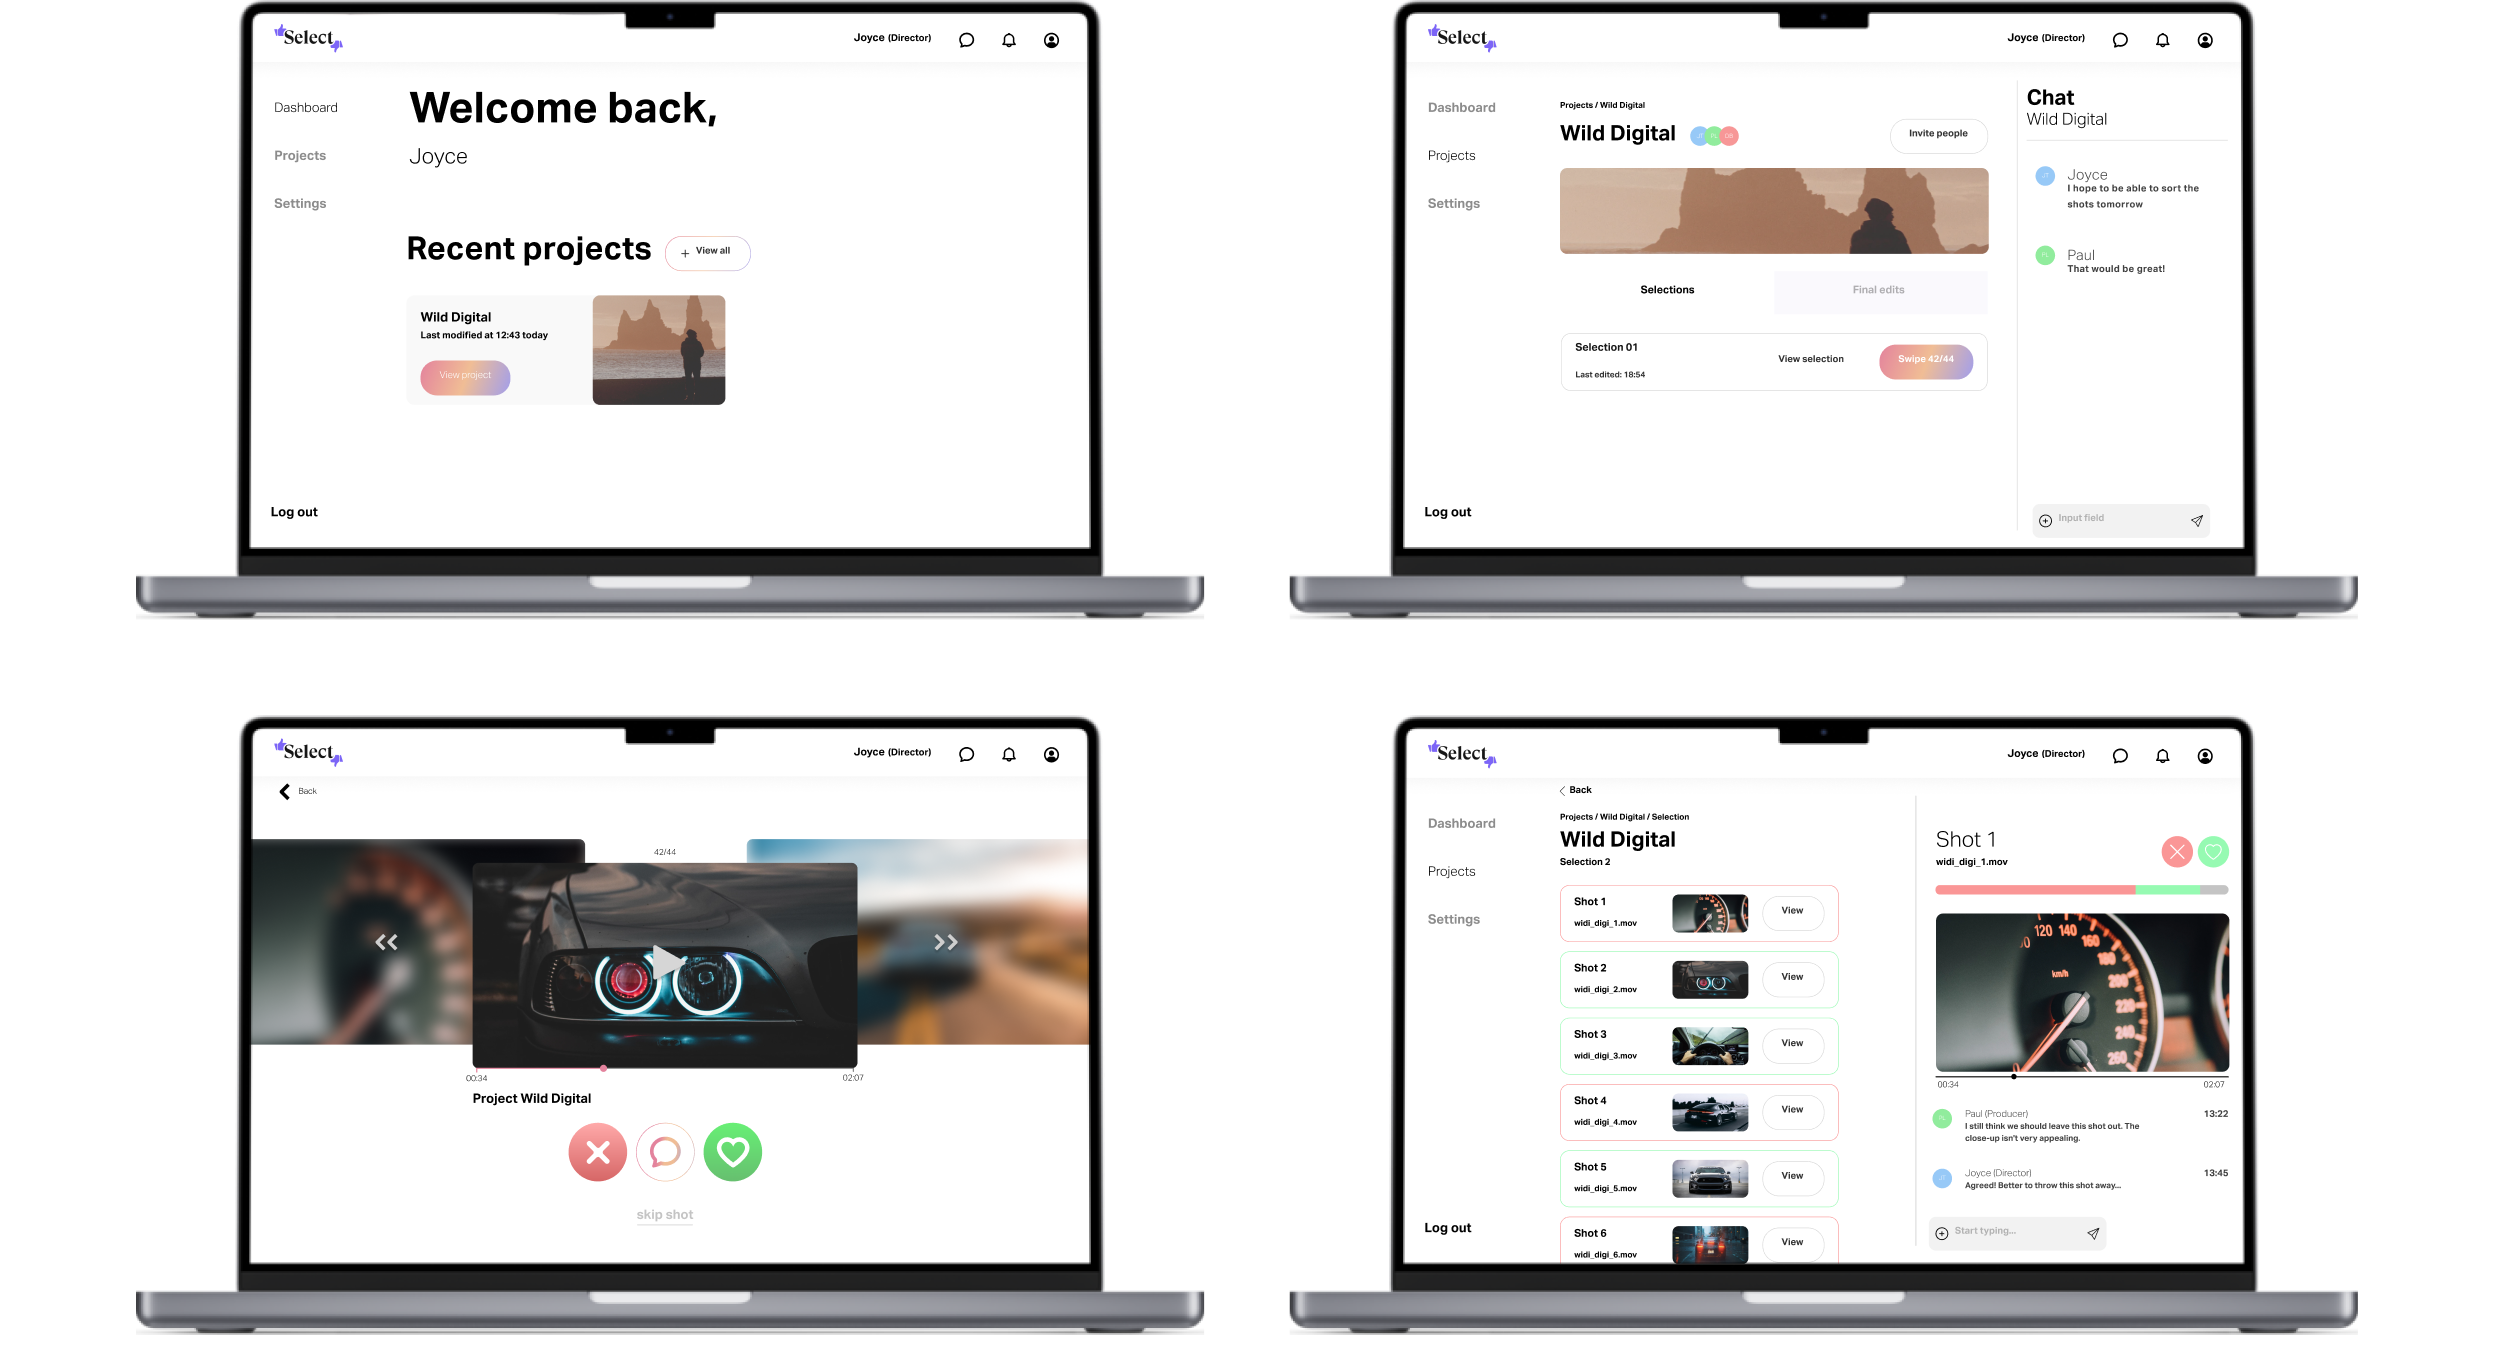 Select
Joyce (Director)
Dashboard
Projects
Settings
Log out
Welcome back,
Joyce
Recent projects
View all
Wild Digital
Last modified at 12:43 today
View project
Select
Joyce (Director)
Dashboard
Projects
Settings
Log out
Projects / Wild Digital
Wild Digital
Invite people
Selections
Final edits
Selection 01
Last edited: 18:54
View selection
Swipe 42/44
Chat
Wild Digital
Joyce
I hope to be able to sort the
shots tomorrow
Paul
That would be great!
Input field
Select
Joyce (Director)
Back
42/44
00:34
02:07
Project Wild Digital
skip shot
Select
Joyce (Director)
Dashboard
Projects
Settings
Log out
Back
Projects / Wild Digital / Selection
Wild Digital
Selection 2
Shot 1
widi_digi_1.mov
View
Shot 2
widi_digi_2.mov
View
Shot 3
widi_digi_3.mov
View
Shot 4
widi_digi_4.mov
View
Shot 5
widi_digi_5.mov
View
Shot 6
widi_digi_6.mov
View
Shot 1
widi_digi_1.mov
120 140
160
180
200
220
240
260
km/h
00:34
02:07
Paul (Producer)
13:22
I still think we should leave this shot out. The
close-up isn't very appealing.
Joyce (Director)
13:45
Agreed! Better to throw this shot away...
Start typing...